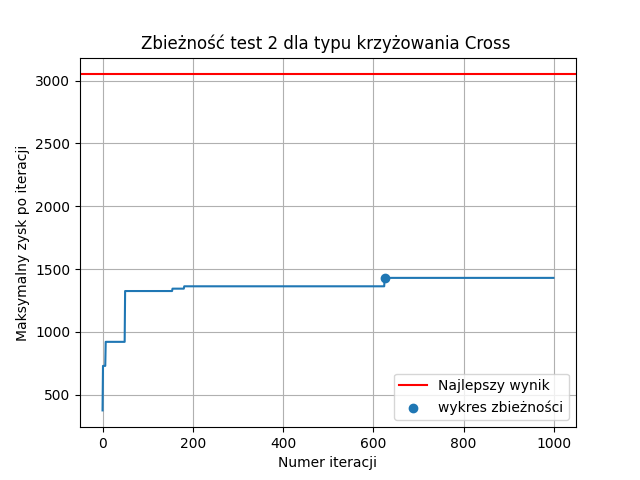 Zbieżność test 2 dla typu krzyżowania Cross
Maksymalny zysk po iteracji
3000
2500
2000
1500
1000
500
0 200 400 600 800 1000
Numer iteracji
Najlepszy wynik
wykres zbieżności